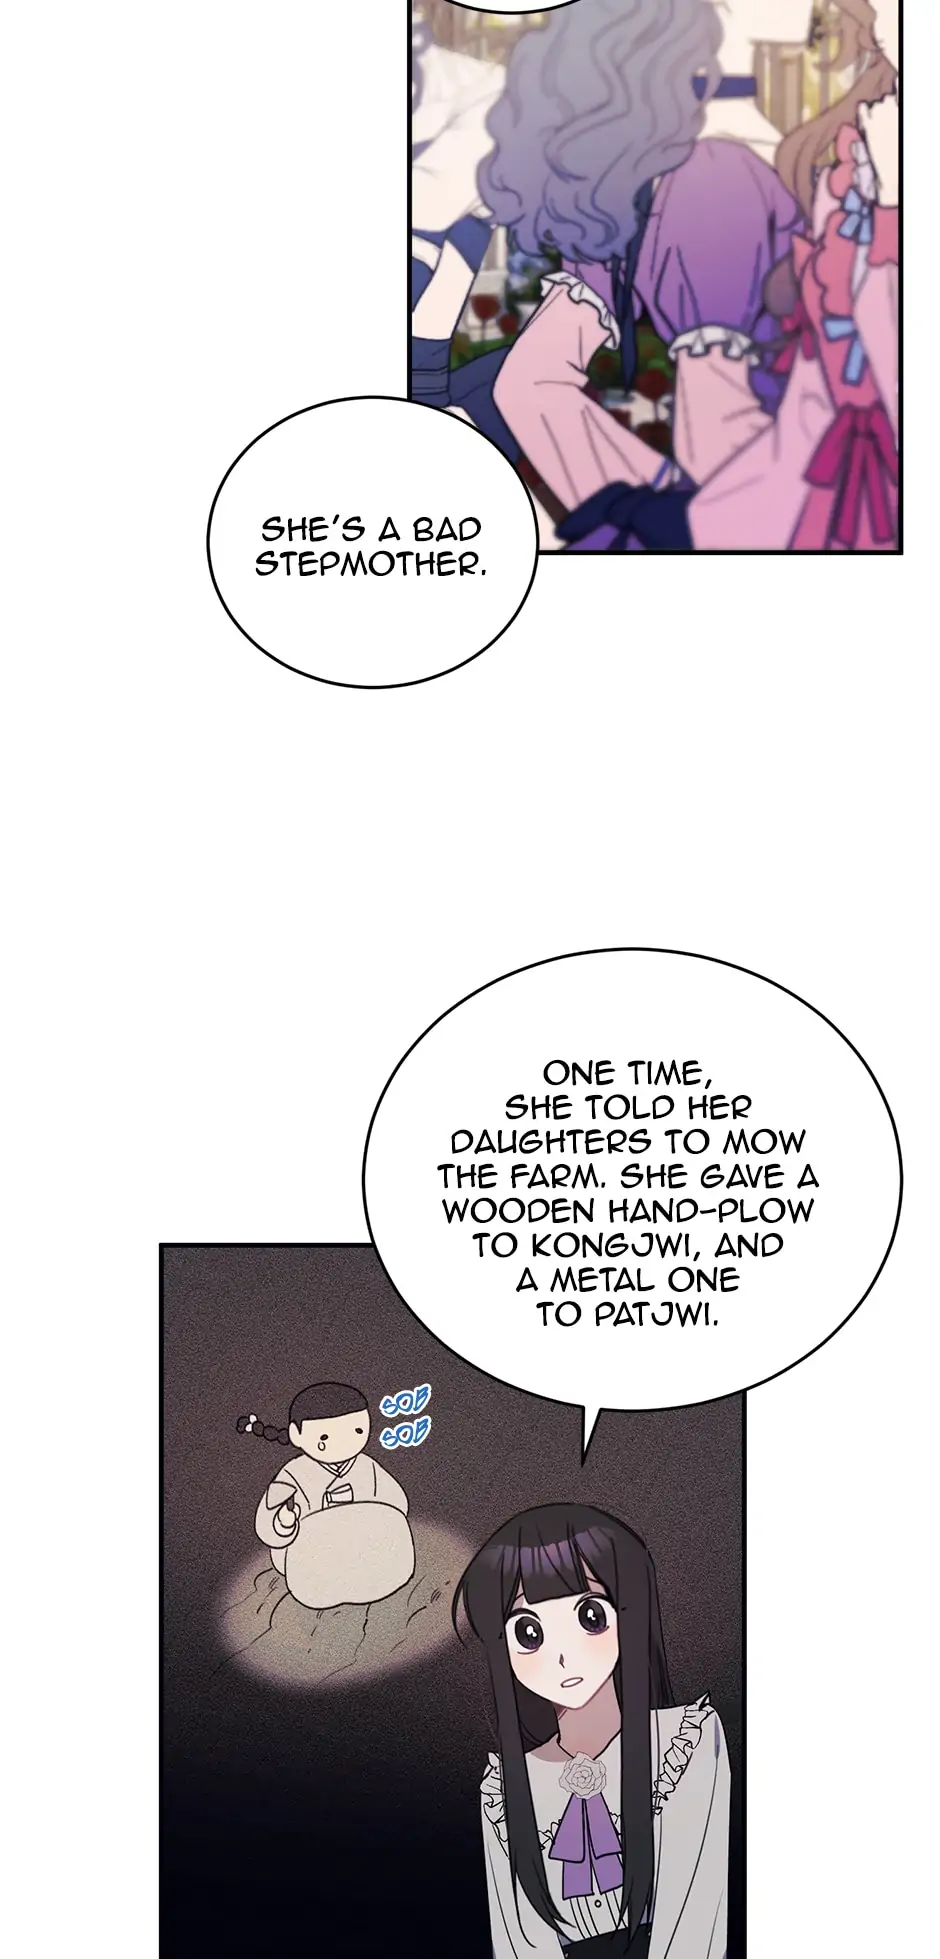 SHE'S A BAD
STEPMOTHER.
ONE TIME,
SHE TOLD HER
DAUGHTERS TO MOW
THE FARM. SHE GAVE A
WOODEN HAND-PLOW
TO KONGJWI, AND
A METAL ONE
TO PATJWI.
SOB
SOB